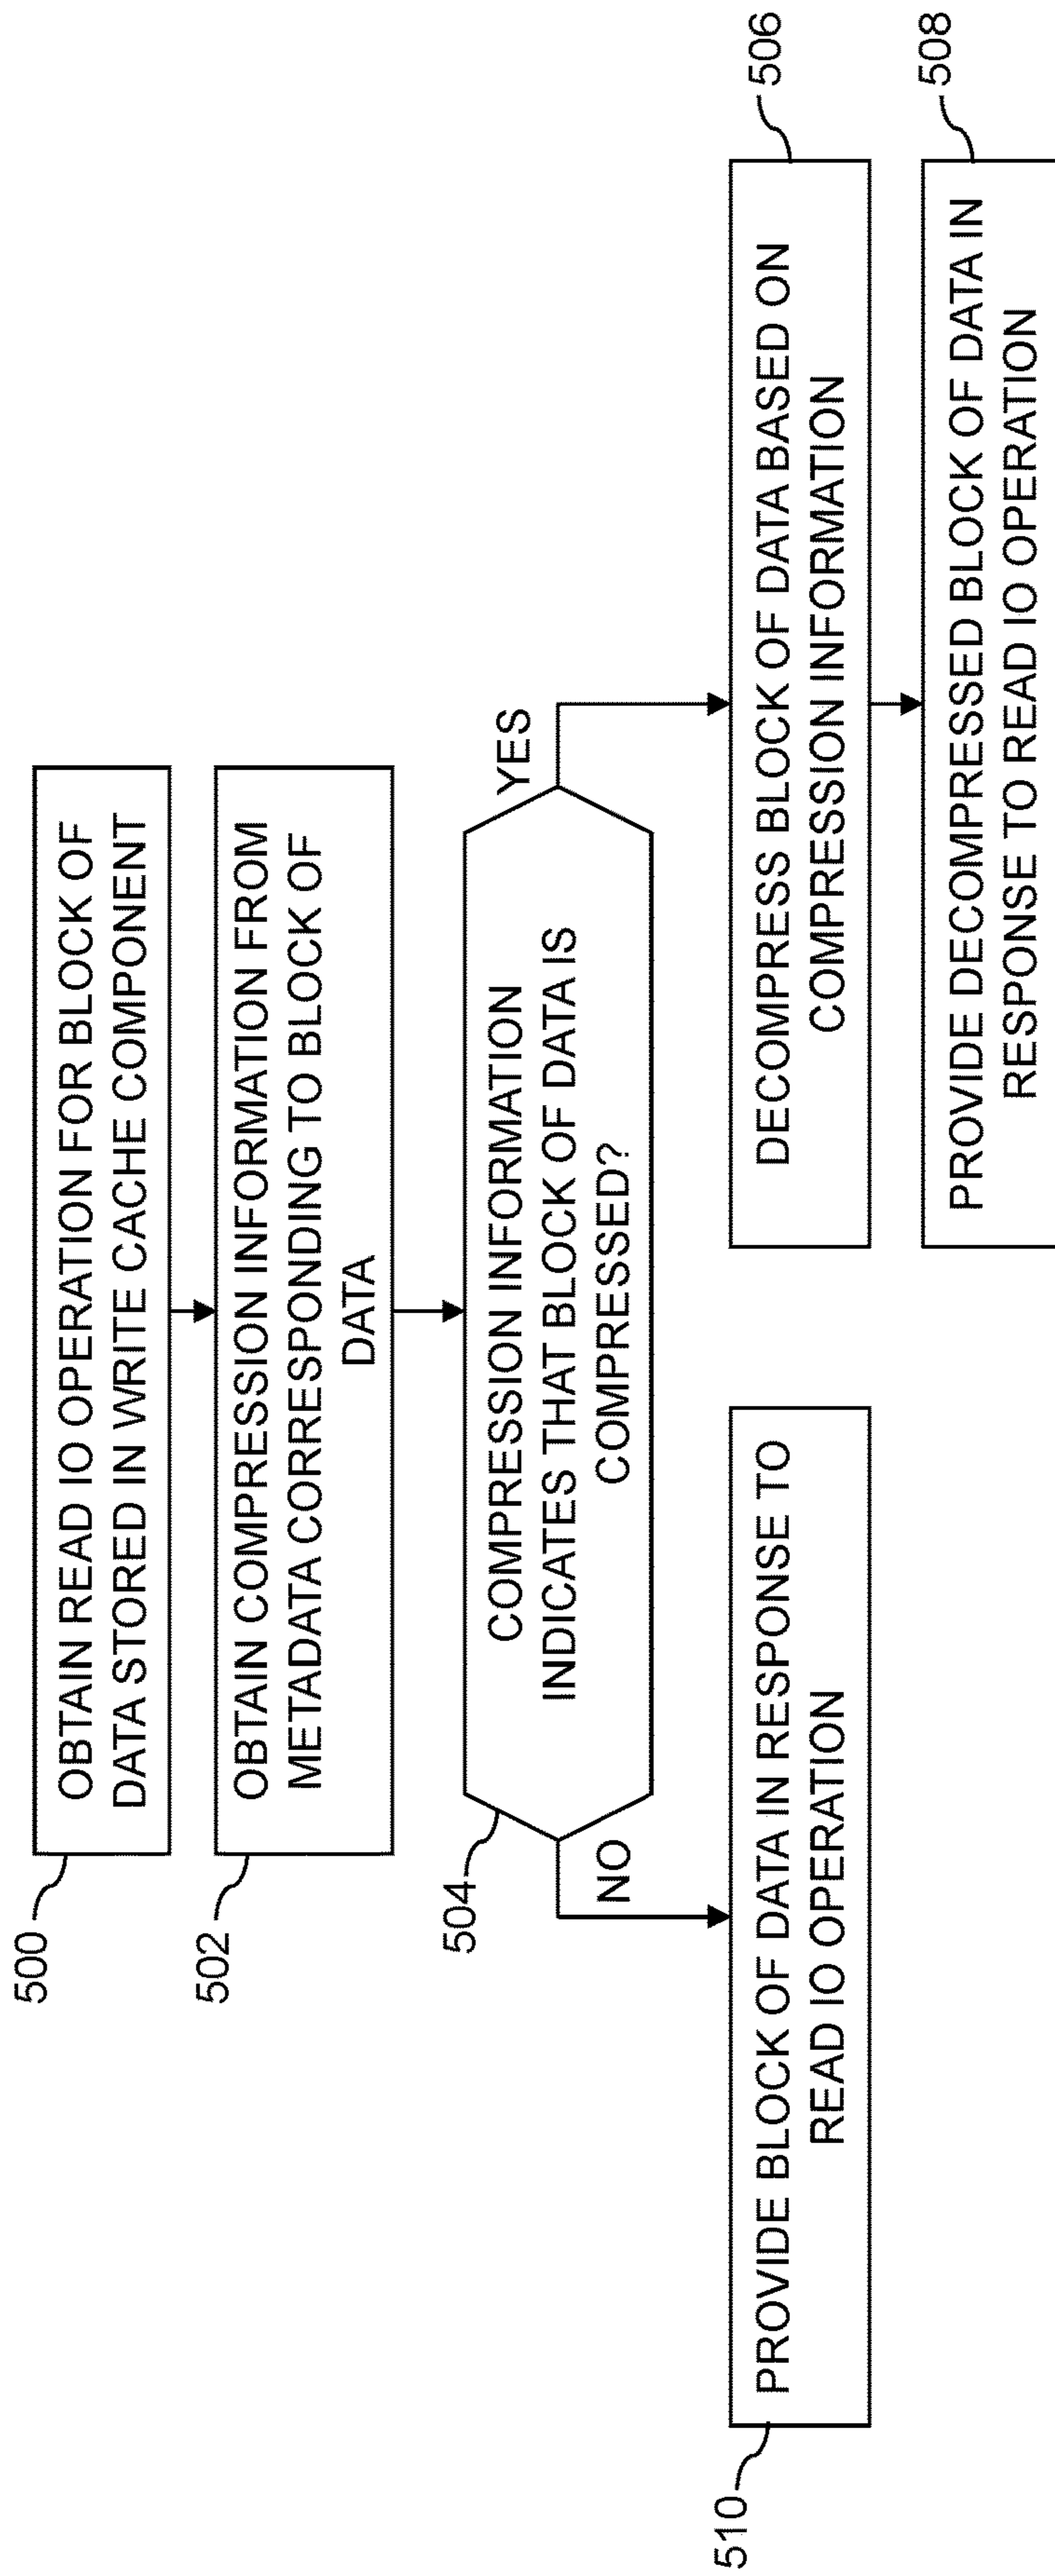 500
OBTAIN READ IO OPERATION FOR BLOCK OF
DATA STORED IN WRITE CACHE COMPONENT
502
OBTAIN COMPRESSION INFORMATION FROM
METADATA CORRESPONDING TO BLOCK OF
DATA
504
COMPRESSION INFORMATION
INDICATES THAT BLOCK OF DATA IS
COMPRESSED?
NO
YES
510
PROVIDE BLOCK OF DATA IN RESPONSE TO
READ IO OPERATION
506
DECOMPRESS BLOCK OF DATA BASED ON
COMPRESSION INFORMATION
508
PROVIDE DECOMPRESSED BLOCK OF DATA IN
RESPONSE TO READ IO OPERATION